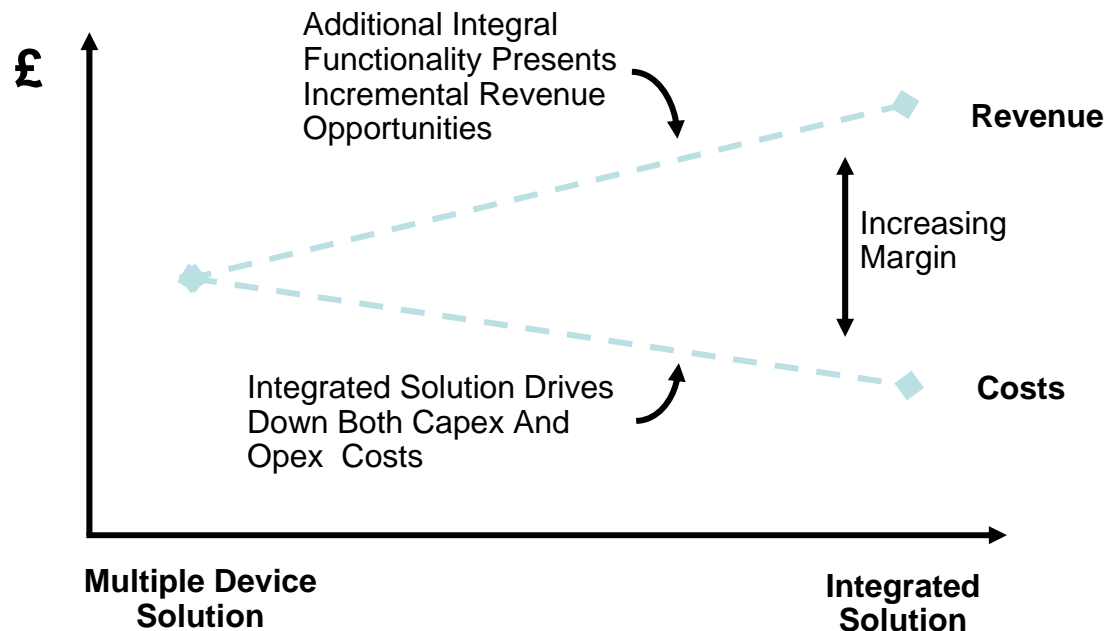 £
Additional Integral
Functionality Presents
Incremental Revenue
Opportunities
Revenue
Increasing
Margin
Integrated Solution Drives
Down Both Capex And
Opex  Costs
Costs
Multiple Device
Solution
Integrated
Solution